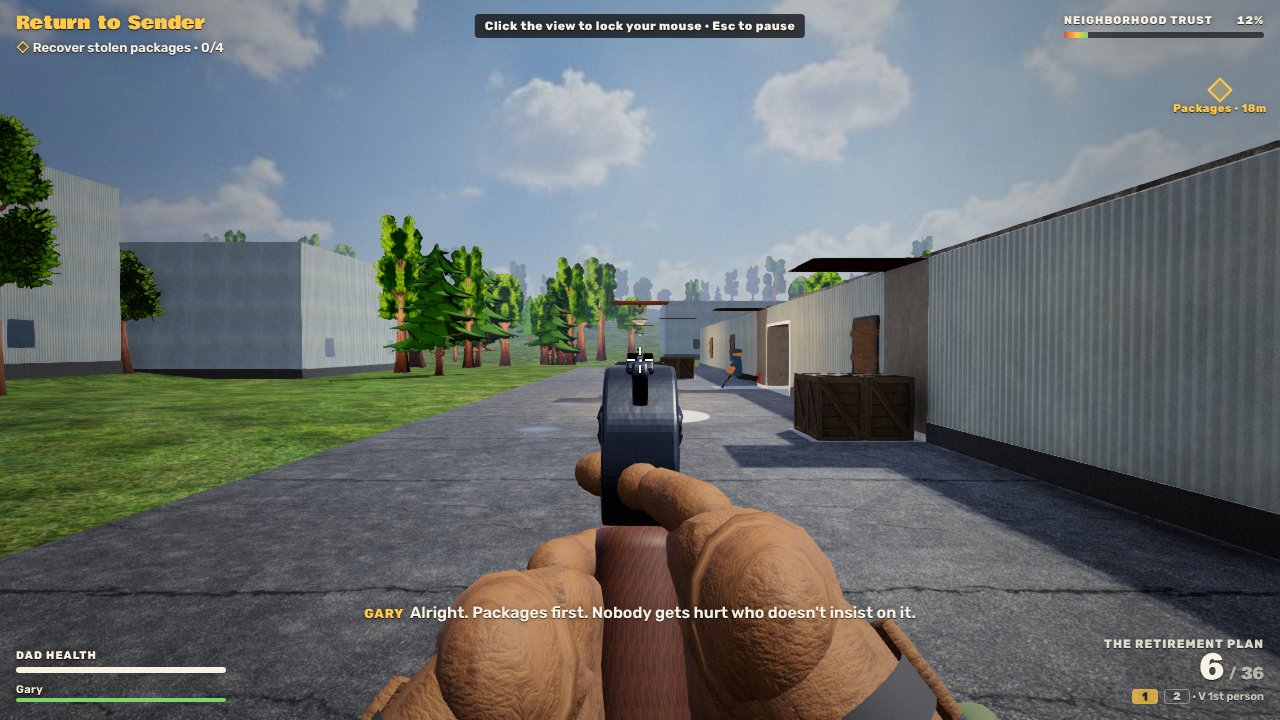 Return to Sender
Recover stolen packages · 0/4
Click the view to lock your mouse · Esc to pause
NEIGHBORHOOD TRUST 12%
Packages · 18m
GARY Alright. Packages first. Nobody gets hurt who doesn't insist on it.
DAD HEALTH
Gary
THE RETIREMENT PLAN
6 / 36
1 2 · V 1st person